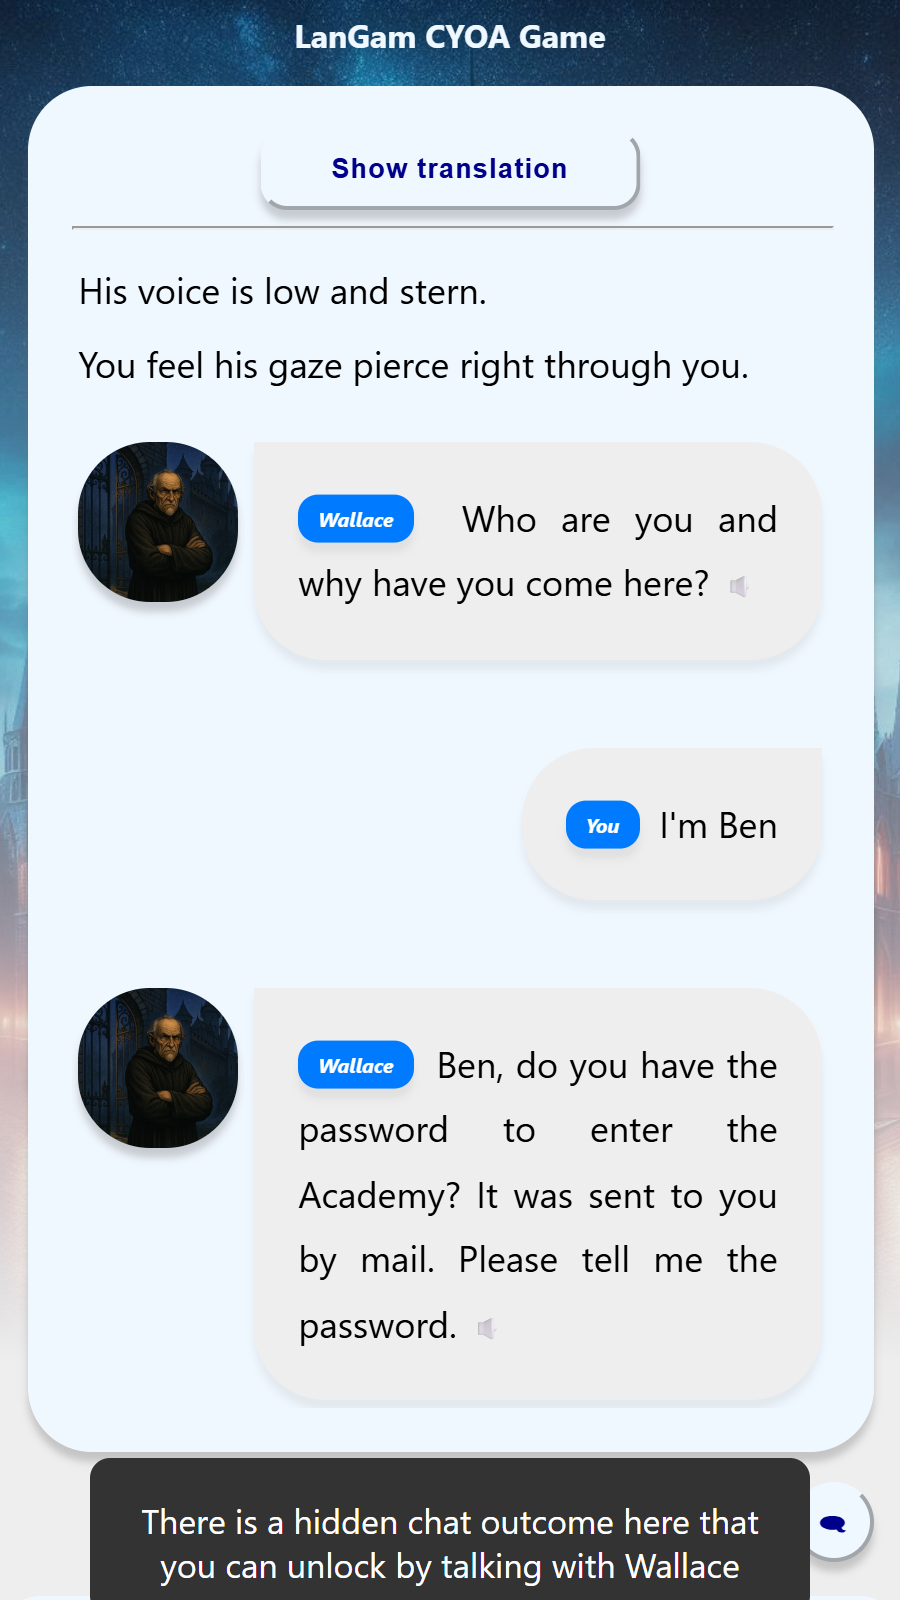 LanGam CYOA Game
Show translation
His voice is low and stern.
You feel his gaze pierce right through you.
Wallace Who are you and
why have you come here?
You I'm Ben
Wallace Ben, do you have the
password to enter the
Academy? It was sent to you
by mail. Please tell me the
password.
There is a hidden chat outcome here that
you can unlock by talking with Wallace